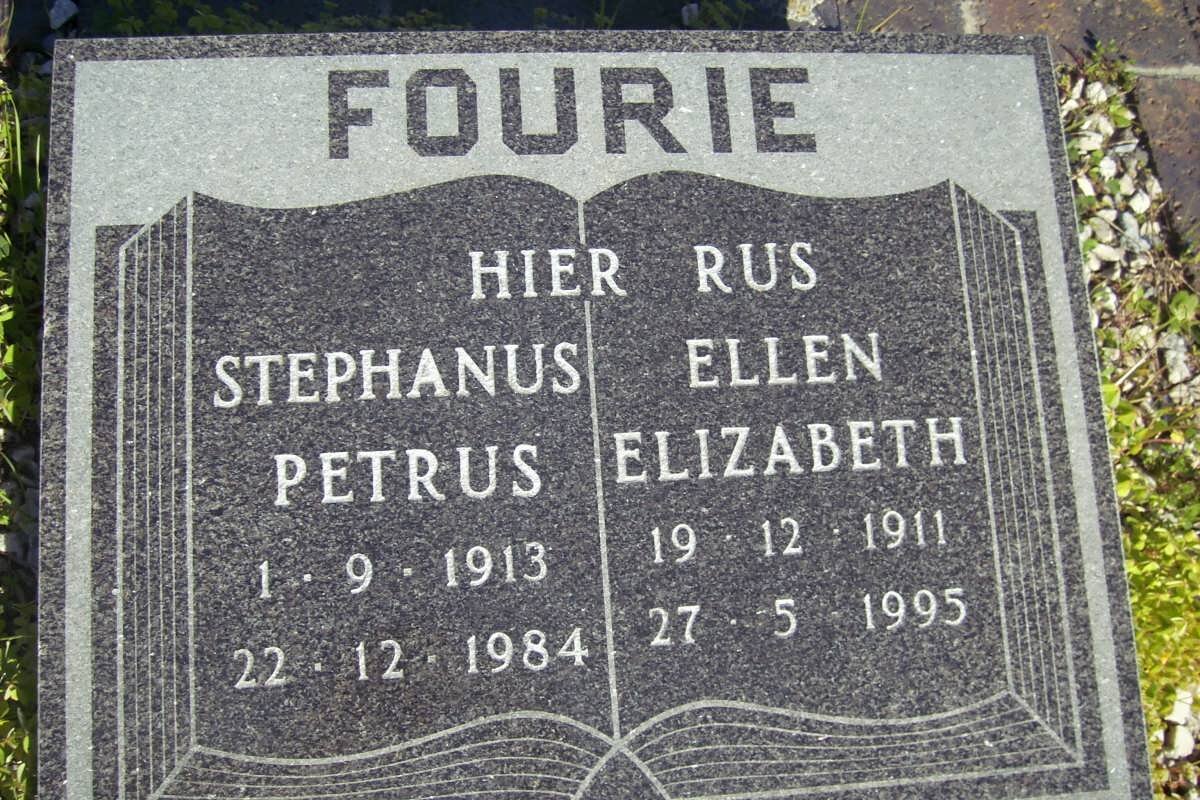 FOURIE
HIER RUS
STEPHANUS
PETRUS
1 · 9 · 1913
22 · 12 · 1984
ELLEN
ELIZABETH
19 · 12 · 1911
27 · 5 · 1995